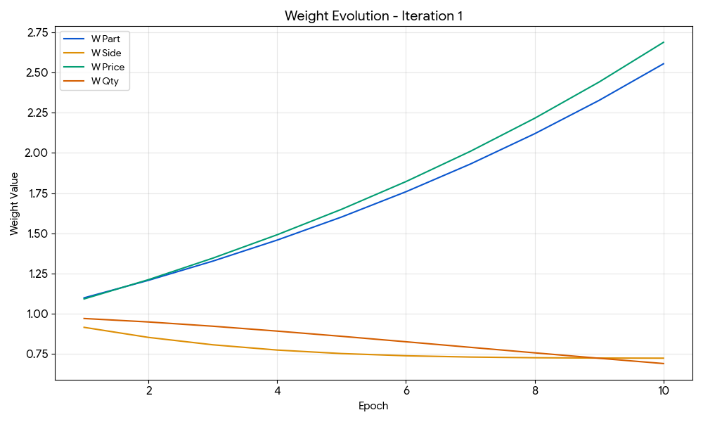 Weight Evolution - Iteration 1
W Part
W Side
W Price
W Qty
Weight Value
2.75
2.50
2.25
2.00
1.75
1.50
1.25
1.00
0.75
2 4 6 8 10
Epoch